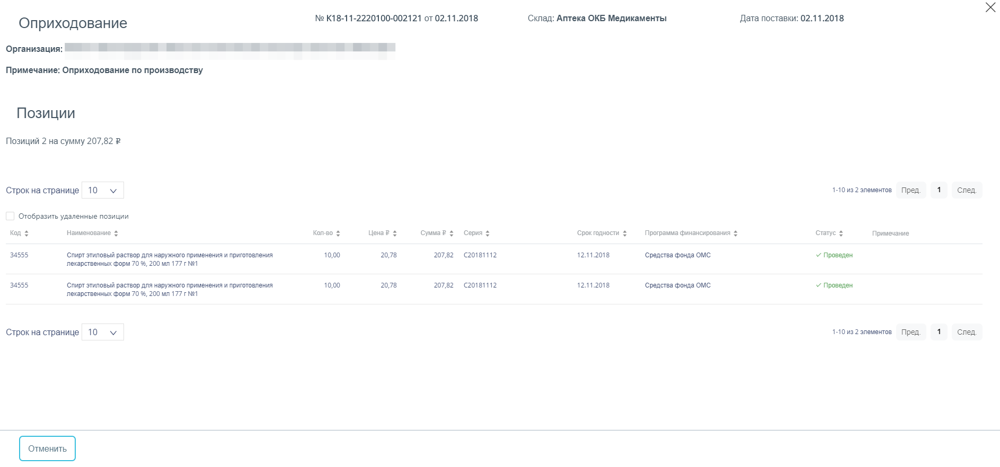 Оприходование
№ К18-11-2220100-002121 от 02.11.2018
Склад: Аптека ОКБ Медикаменты
Дата поставки: 02.11.2018
Организация:
Примечание: Оприходование по производству
Позиции
Позиций 2 на сумму 207,82 ₽
Строк на странице 10
1-10 из 2 элементов Пред. 1 След.
Отобразить удаленные позиции
Код Наименование Кол-во Цена ₽ Сумма ₽ Серия Срок годности Программа финансирования Статус Примечание
34555 Спирт этиловый раствор для наружного применения и приготовления 10,00 20,78 207,82 С20181112 12.11.2018 Средства фонда ОМС Проведен
лекарственных форм 70 %, 200 мл 177 г №1
34555 Спирт этиловый раствор для наружного применения и приготовления 10,00 20,78 207,82 С20181112 12.11.2018 Средства фонда ОМС Проведен
лекарственных форм 70 %, 200 мл 177 г №1
Строк на странице 10
1-10 из 2 элементов Пред. 1 След.
Отменить